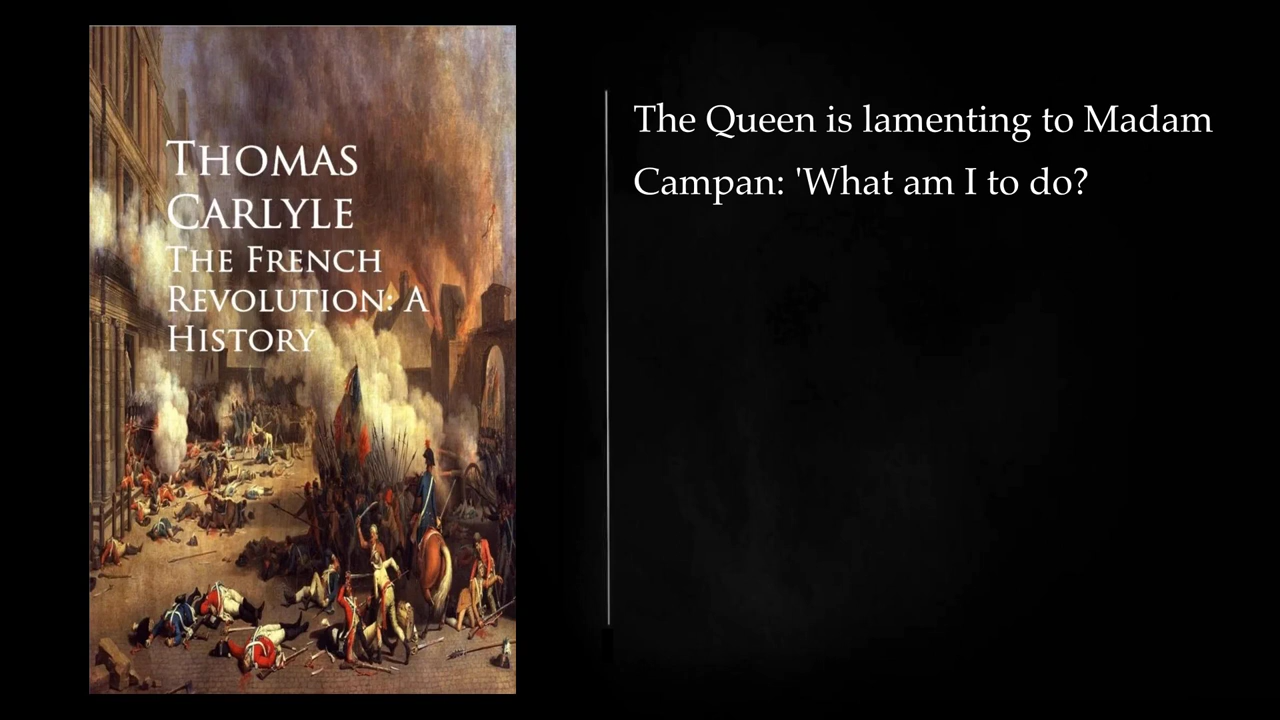 THOMAS
CARLYLE
THE FRENCH
REVOLUTION: A
HISTORY
The Queen is lamenting to Madam
Campan: 'What am I to do?